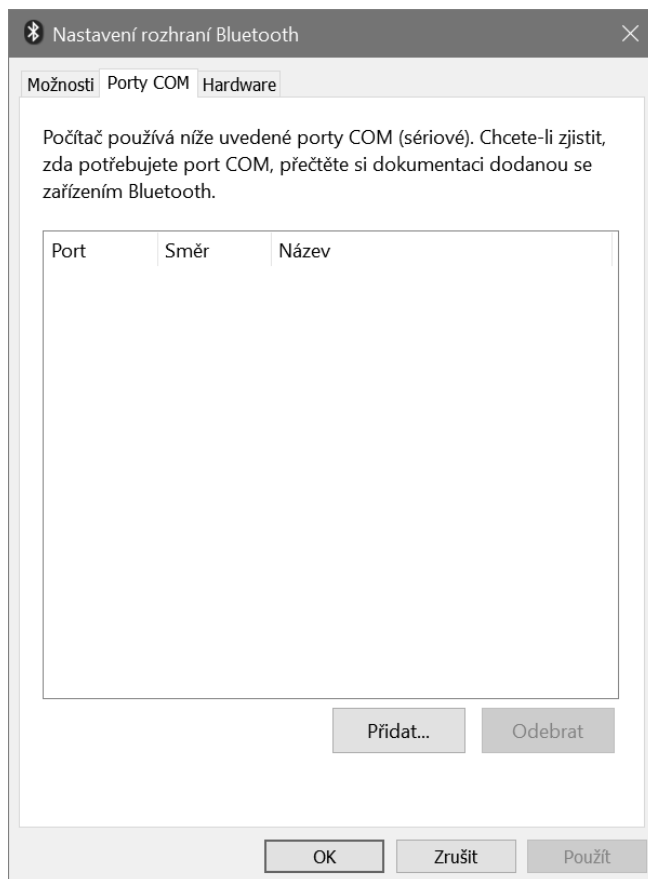 Nastavení rozhraní Bluetooth
Možnosti Porty COM Hardware
Počítač používá níže uvedené porty COM (sériové). Chcete-li zjistit,
zda potřebujete port COM, přečtěte si dokumentaci dodanou se
zařízením Bluetooth.
Port Směr Název
Přidat... Odebrat
OK Zrušit Použít